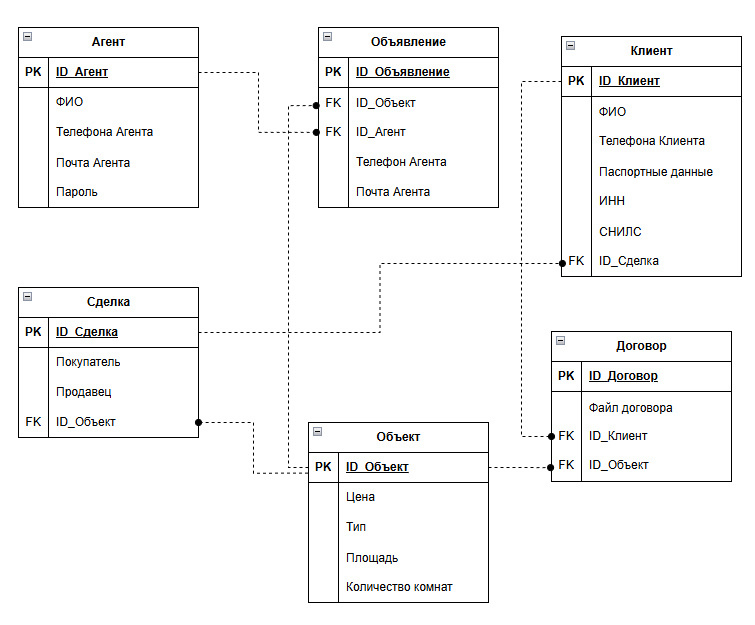 Агент
PK ID_Агент
ФИО
Телефона Агента
Почта Агента
Пароль
Объявление
PK ID_Объявление
FK ID_Объект
FK ID_Агент
Телефон Агента
Почта Агента
Клиент
PK ID_Клиент
ФИО
Телефона Клиента
Паспортные данные
ИНН
СНИЛС
FK ID_Сделка
Сделка
PK ID_Сделка
Покупатель
Продавец
FK ID_Объект
Объект
PK ID_Объект
Цена
Тип
Площадь
Количество комнат
Договор
PK ID_Договор
Файл договора
FK ID_Клиент
FK ID_Объект